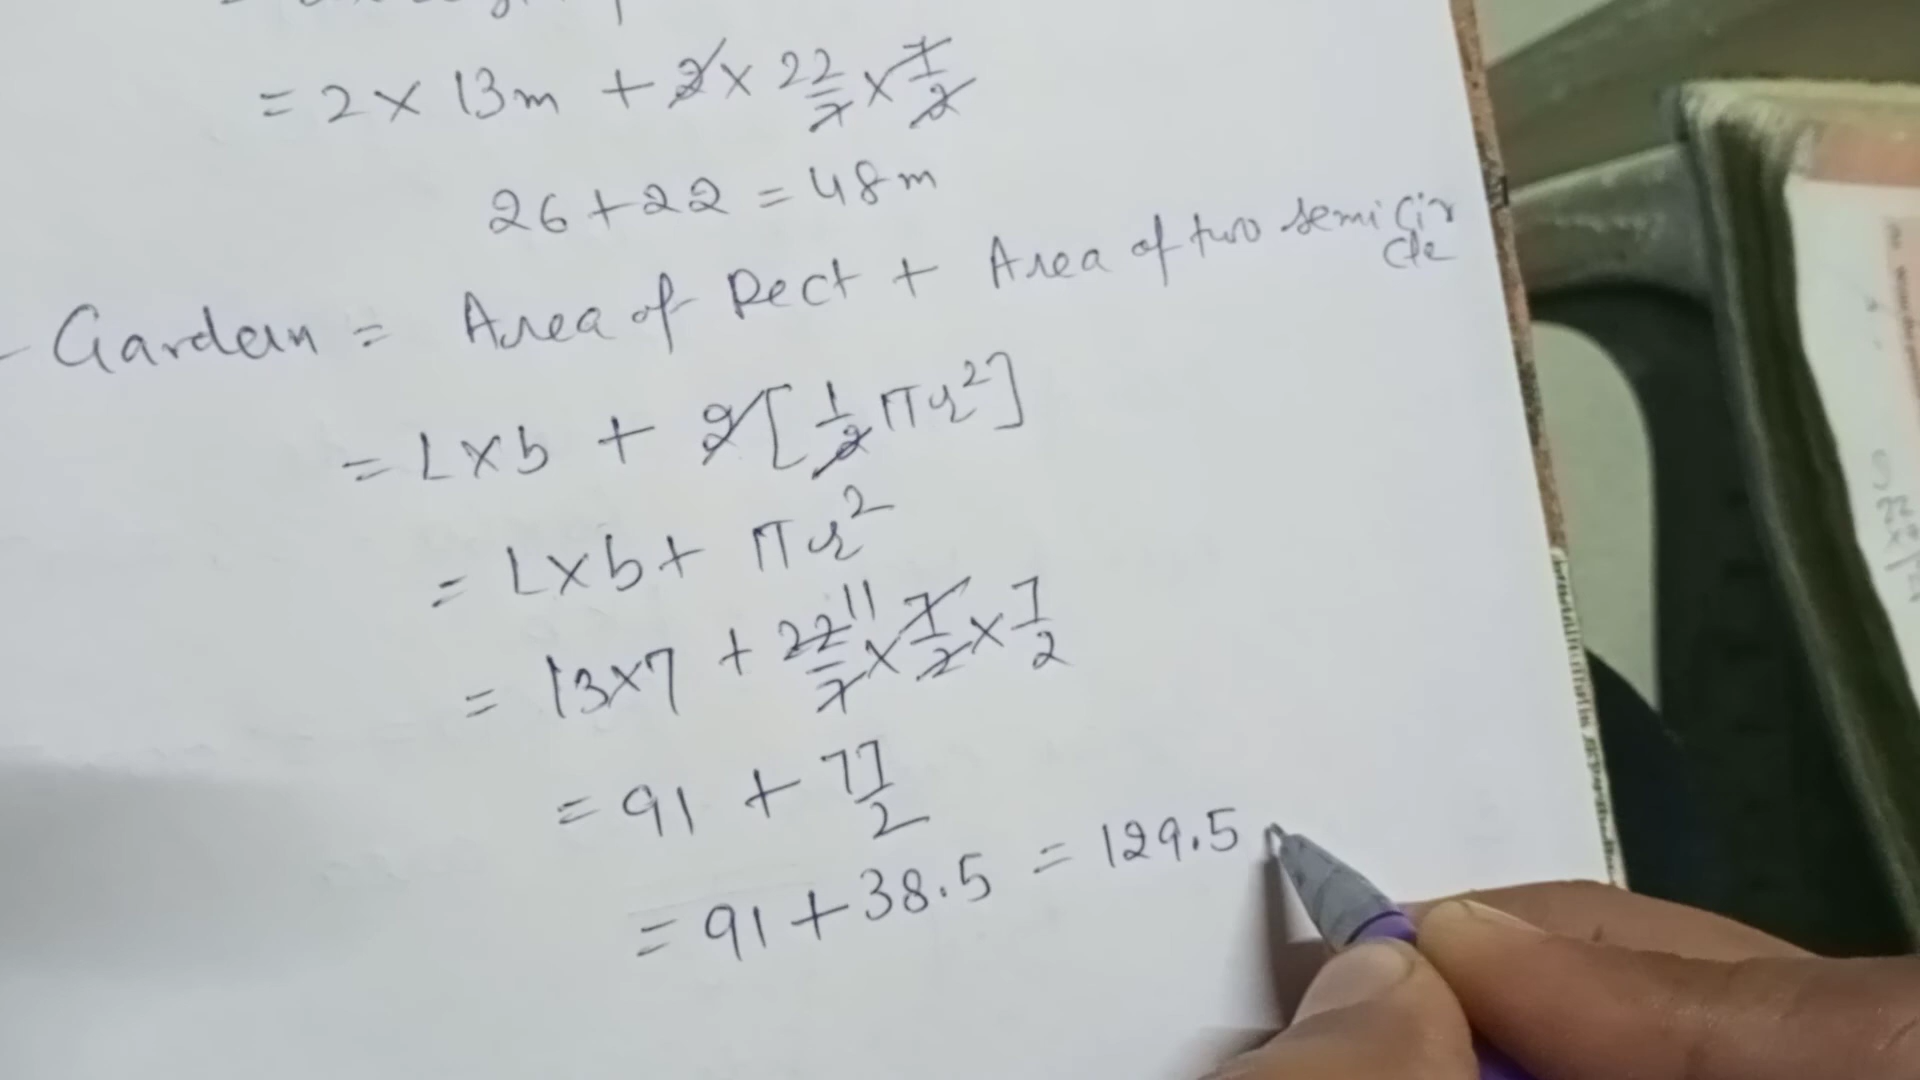 = 2 × 13m + 2 × 22/7 × 7/2
26 + 22 = 48m
Garden = Area of Rect + Area of two semi Circle
= L×b + 2[1/2 πr²]
= L×b + πr²
= 13×7 + 22/7 11 × 7/2 × 7/2
= 91 + 77/2
= 91 + 38.5 = 129.5